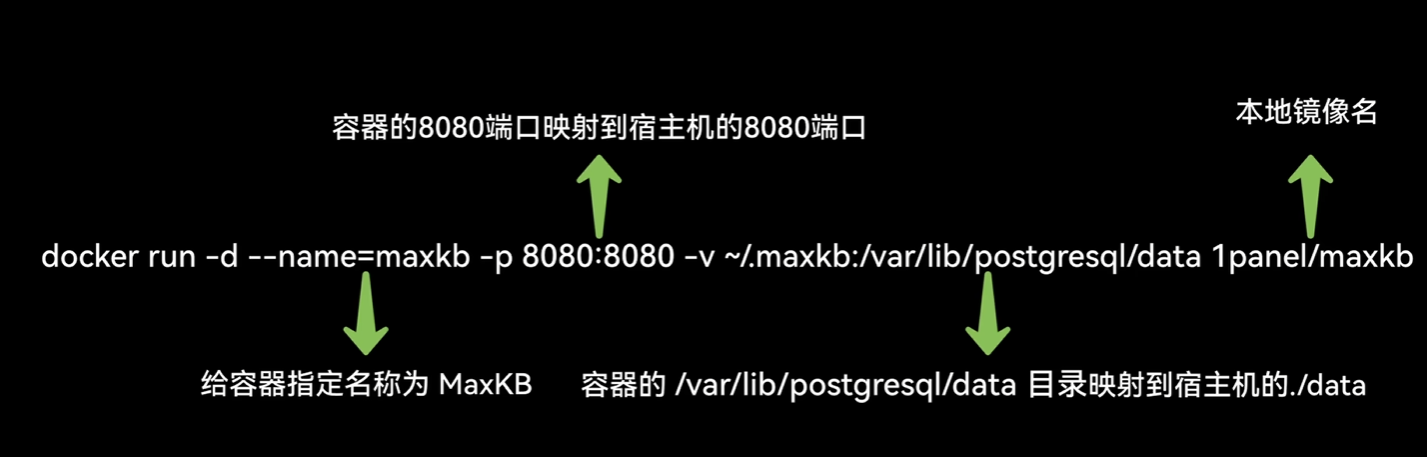 本地镜像名
容器的8080端口映射到宿主机的8080端口
docker run -d --name=maxkb -p 8080:8080 -v ~/.maxkb:/var/lib/postgresql/data 1panel/maxkb
给容器指定名称为 MaxKB
容器的 /var/lib/postgresql/data 目录映射到宿主机的./data